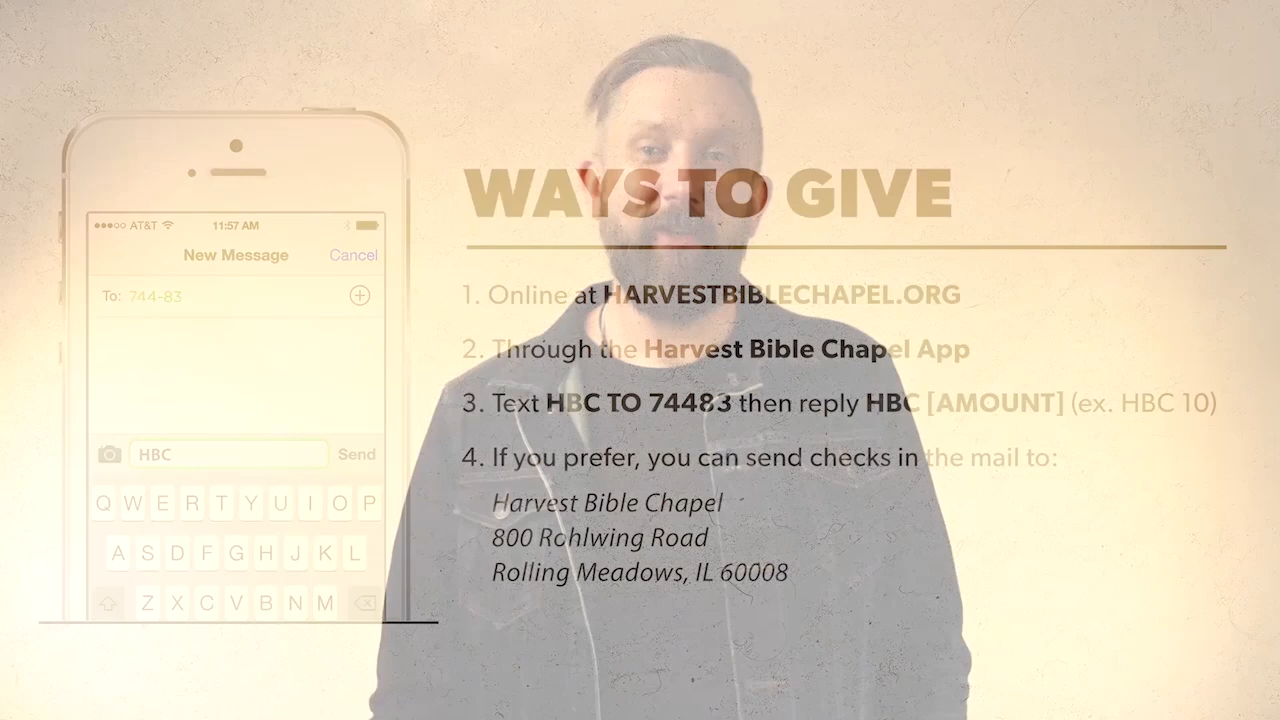 AT&T 11:57 AM
New Message Cancel
To: 744-83
HBC Send
Q W E R T Y U I O P
A S D F G H J K L
Z X C V B N M
WAYS TO GIVE
1. Online at HARVESTBIBLECHAPEL.ORG
2. Through the Harvest Bible Chapel App
3. Text HBC TO 74483 then reply HBC [AMOUNT] (ex. HBC 10)
4. If you prefer, you can send checks in the mail to:
Harvest Bible Chapel
800 Rohlwing Road
Rolling Meadows, IL 60008